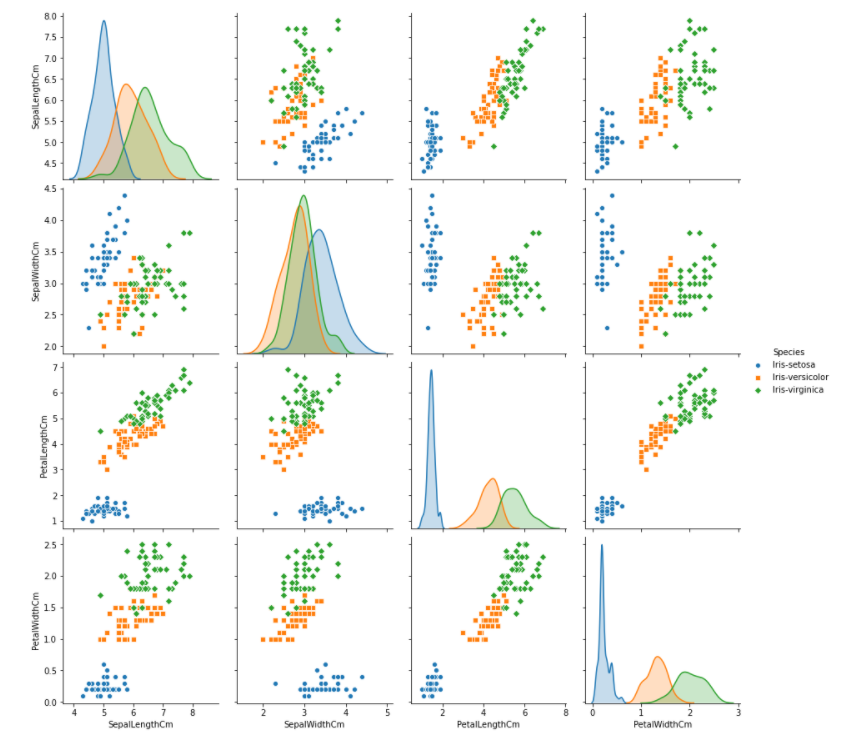 8.0
7.5
7.0
6.5
6.0
5.5
5.0
4.5
SepalLengthCm
4.5
4.0
3.5
3.0
2.5
2.0
SepalWidthCm
7
6
5
4
3
2
1
PetalLengthCm
2.5
2.0
1.5
1.0
0.5
0.0
PetalWidthCm
4 6 8
SepalLengthCm
2 3 4 5
SepalWidthCm
2 4 6 8
PetalLengthCm
0 1 2 3
PetalWidthCm
Species
Iris-setosa
Iris-versicolor
Iris-virginica